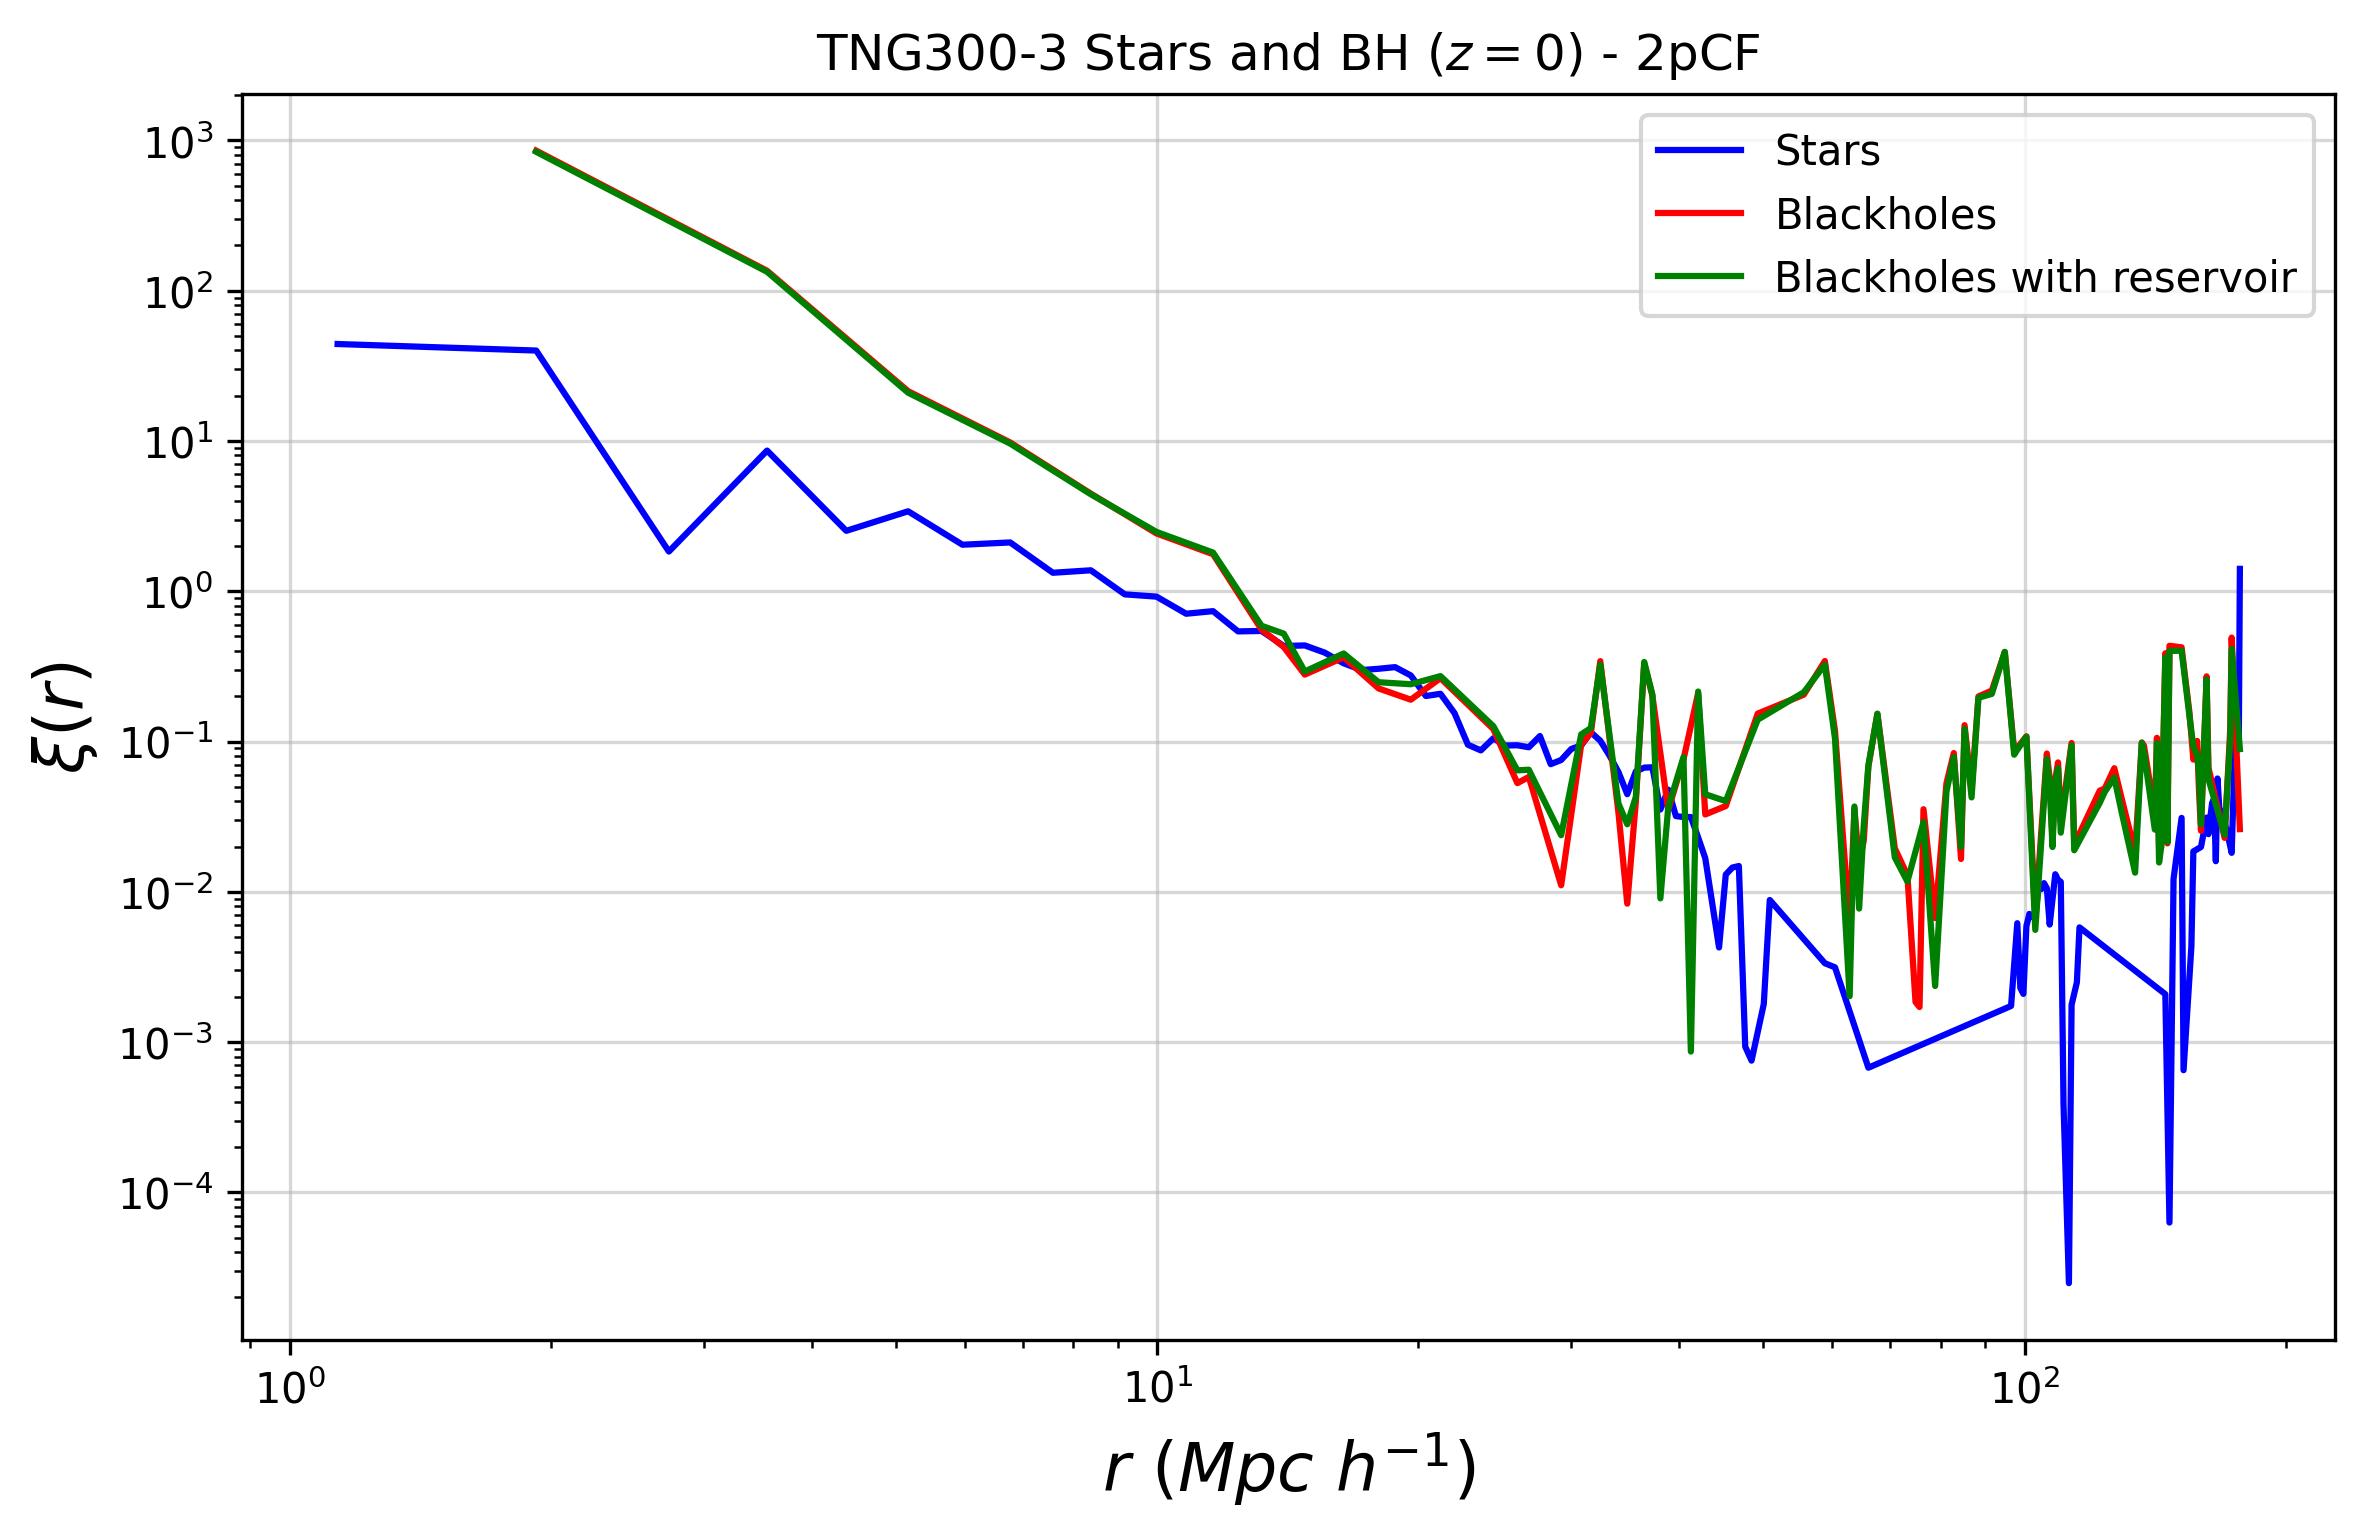 TNG300-3 Stars and BH (z = 0) - 2pCF
Stars
Blackholes
Blackholes with reservoir
10³
10²
10¹
10⁰
10⁻¹
10⁻²
10⁻³
10⁻⁴
ξ(r)
10⁰ 10¹ 10²
r (Mpc h⁻¹)